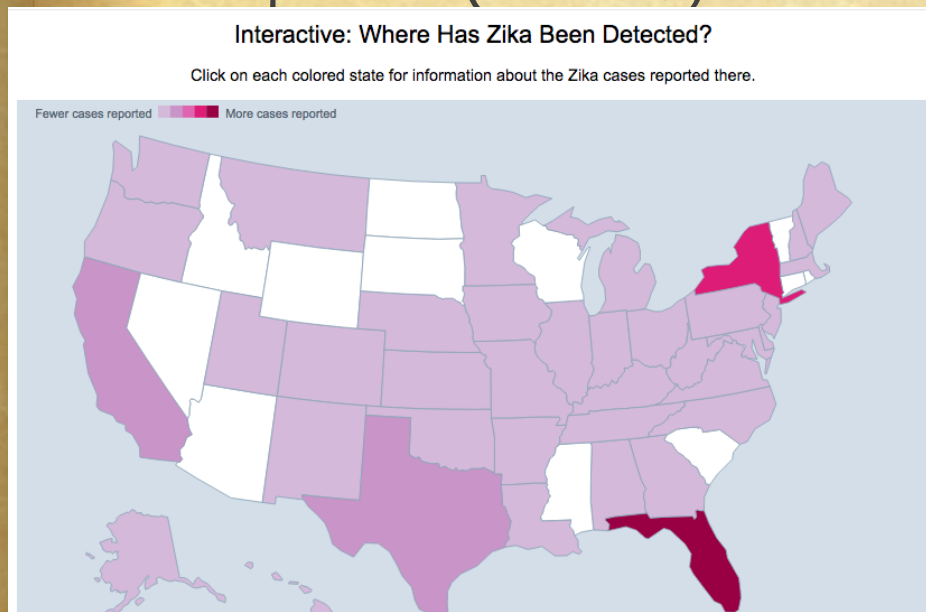 Interactive: Where Has Zika Been Detected?
Click on each colored state for information about the Zika cases reported there.
Fewer cases reported More cases reported